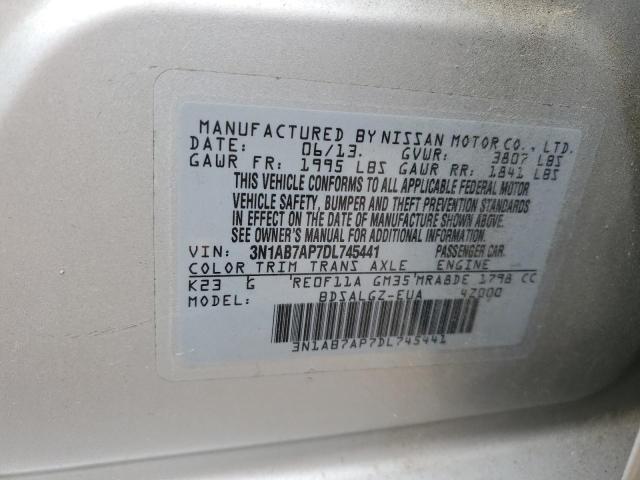 MANUFACTURED BY NISSAN MOTOR CO., LTD.
DATE: 06/13. GVWR: 3807 LBS
GAWR FR: 1995 LBS GAWR RR: 1841 LBS
THIS VEHICLE CONFORMS TO ALL APPLICABLE FEDERAL MOTOR
VEHICLE SAFETY, BUMPER AND THEFT PREVENTION STANDARDS
IN EFFECT ON THE DATE OF MANUFACTURE SHOWN ABOVE.
SEE OWNER'S MANUAL FOR ADDITIONAL INFORMATION.
VIN: 3N1AB7AP7DL745441 PASSENGER CAR.
COLOR TRIM TRANS AXLE ENGINE
K23 G RE0F11A GM35 MRA8DE 1798 CC
MODEL: BDSALGZ-EUA 42000
3N1AB7AP7DL745441